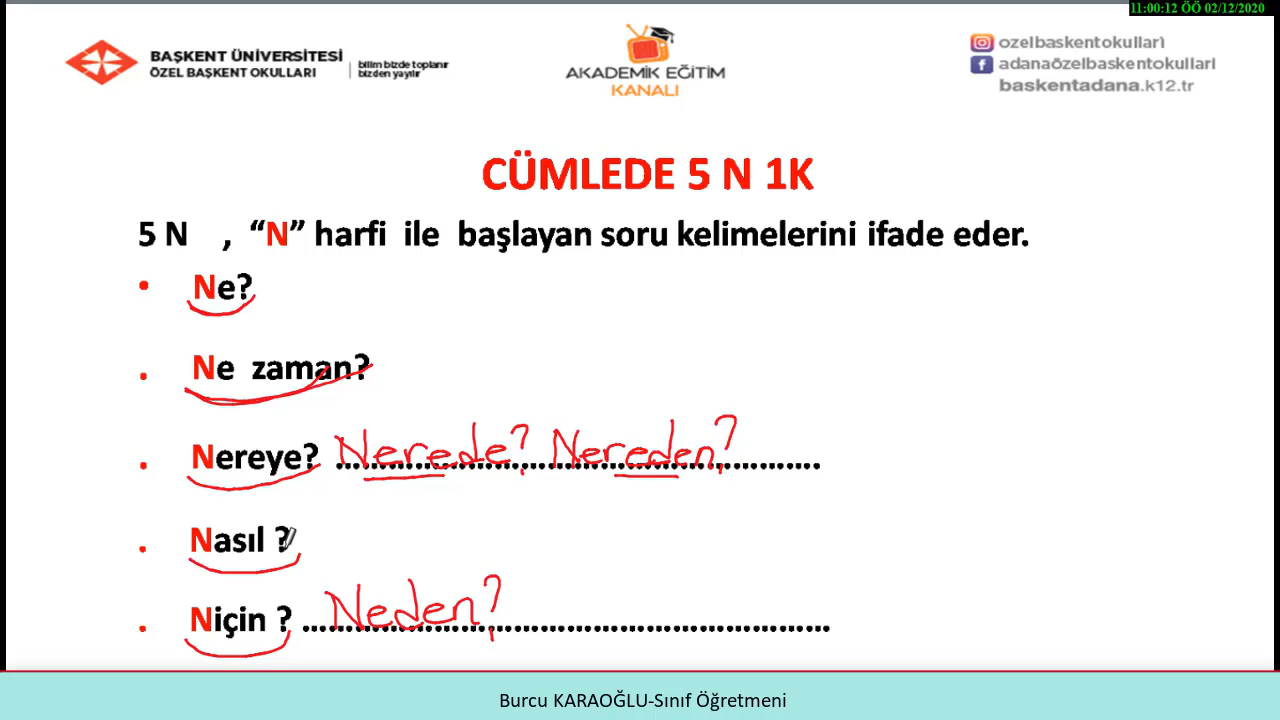 11:00:12 ÖÖ 02/12/2020
BAŞKENT ÜNİVERSİTESİ
ÖZEL BAŞKENT OKULLARI
bilim bizde toplanır
bizden yayılır
AKADEMİK EĞİTİM
KANALI
ozelbaskentokullari
adanaözelbaskentokullari
baskentadana.k12.tr
CÜMLEDE 5 N 1K
5 N , “N” harfi ile başlayan soru kelimelerini ifade eder.
• Ne?
. Ne zaman?
. Nereye? Nerede? Nereden? ........................................
. Nasıl ?
. Niçin ? Neden? ........................................
Burcu KARAOĞLU-Sınıf Öğretmeni